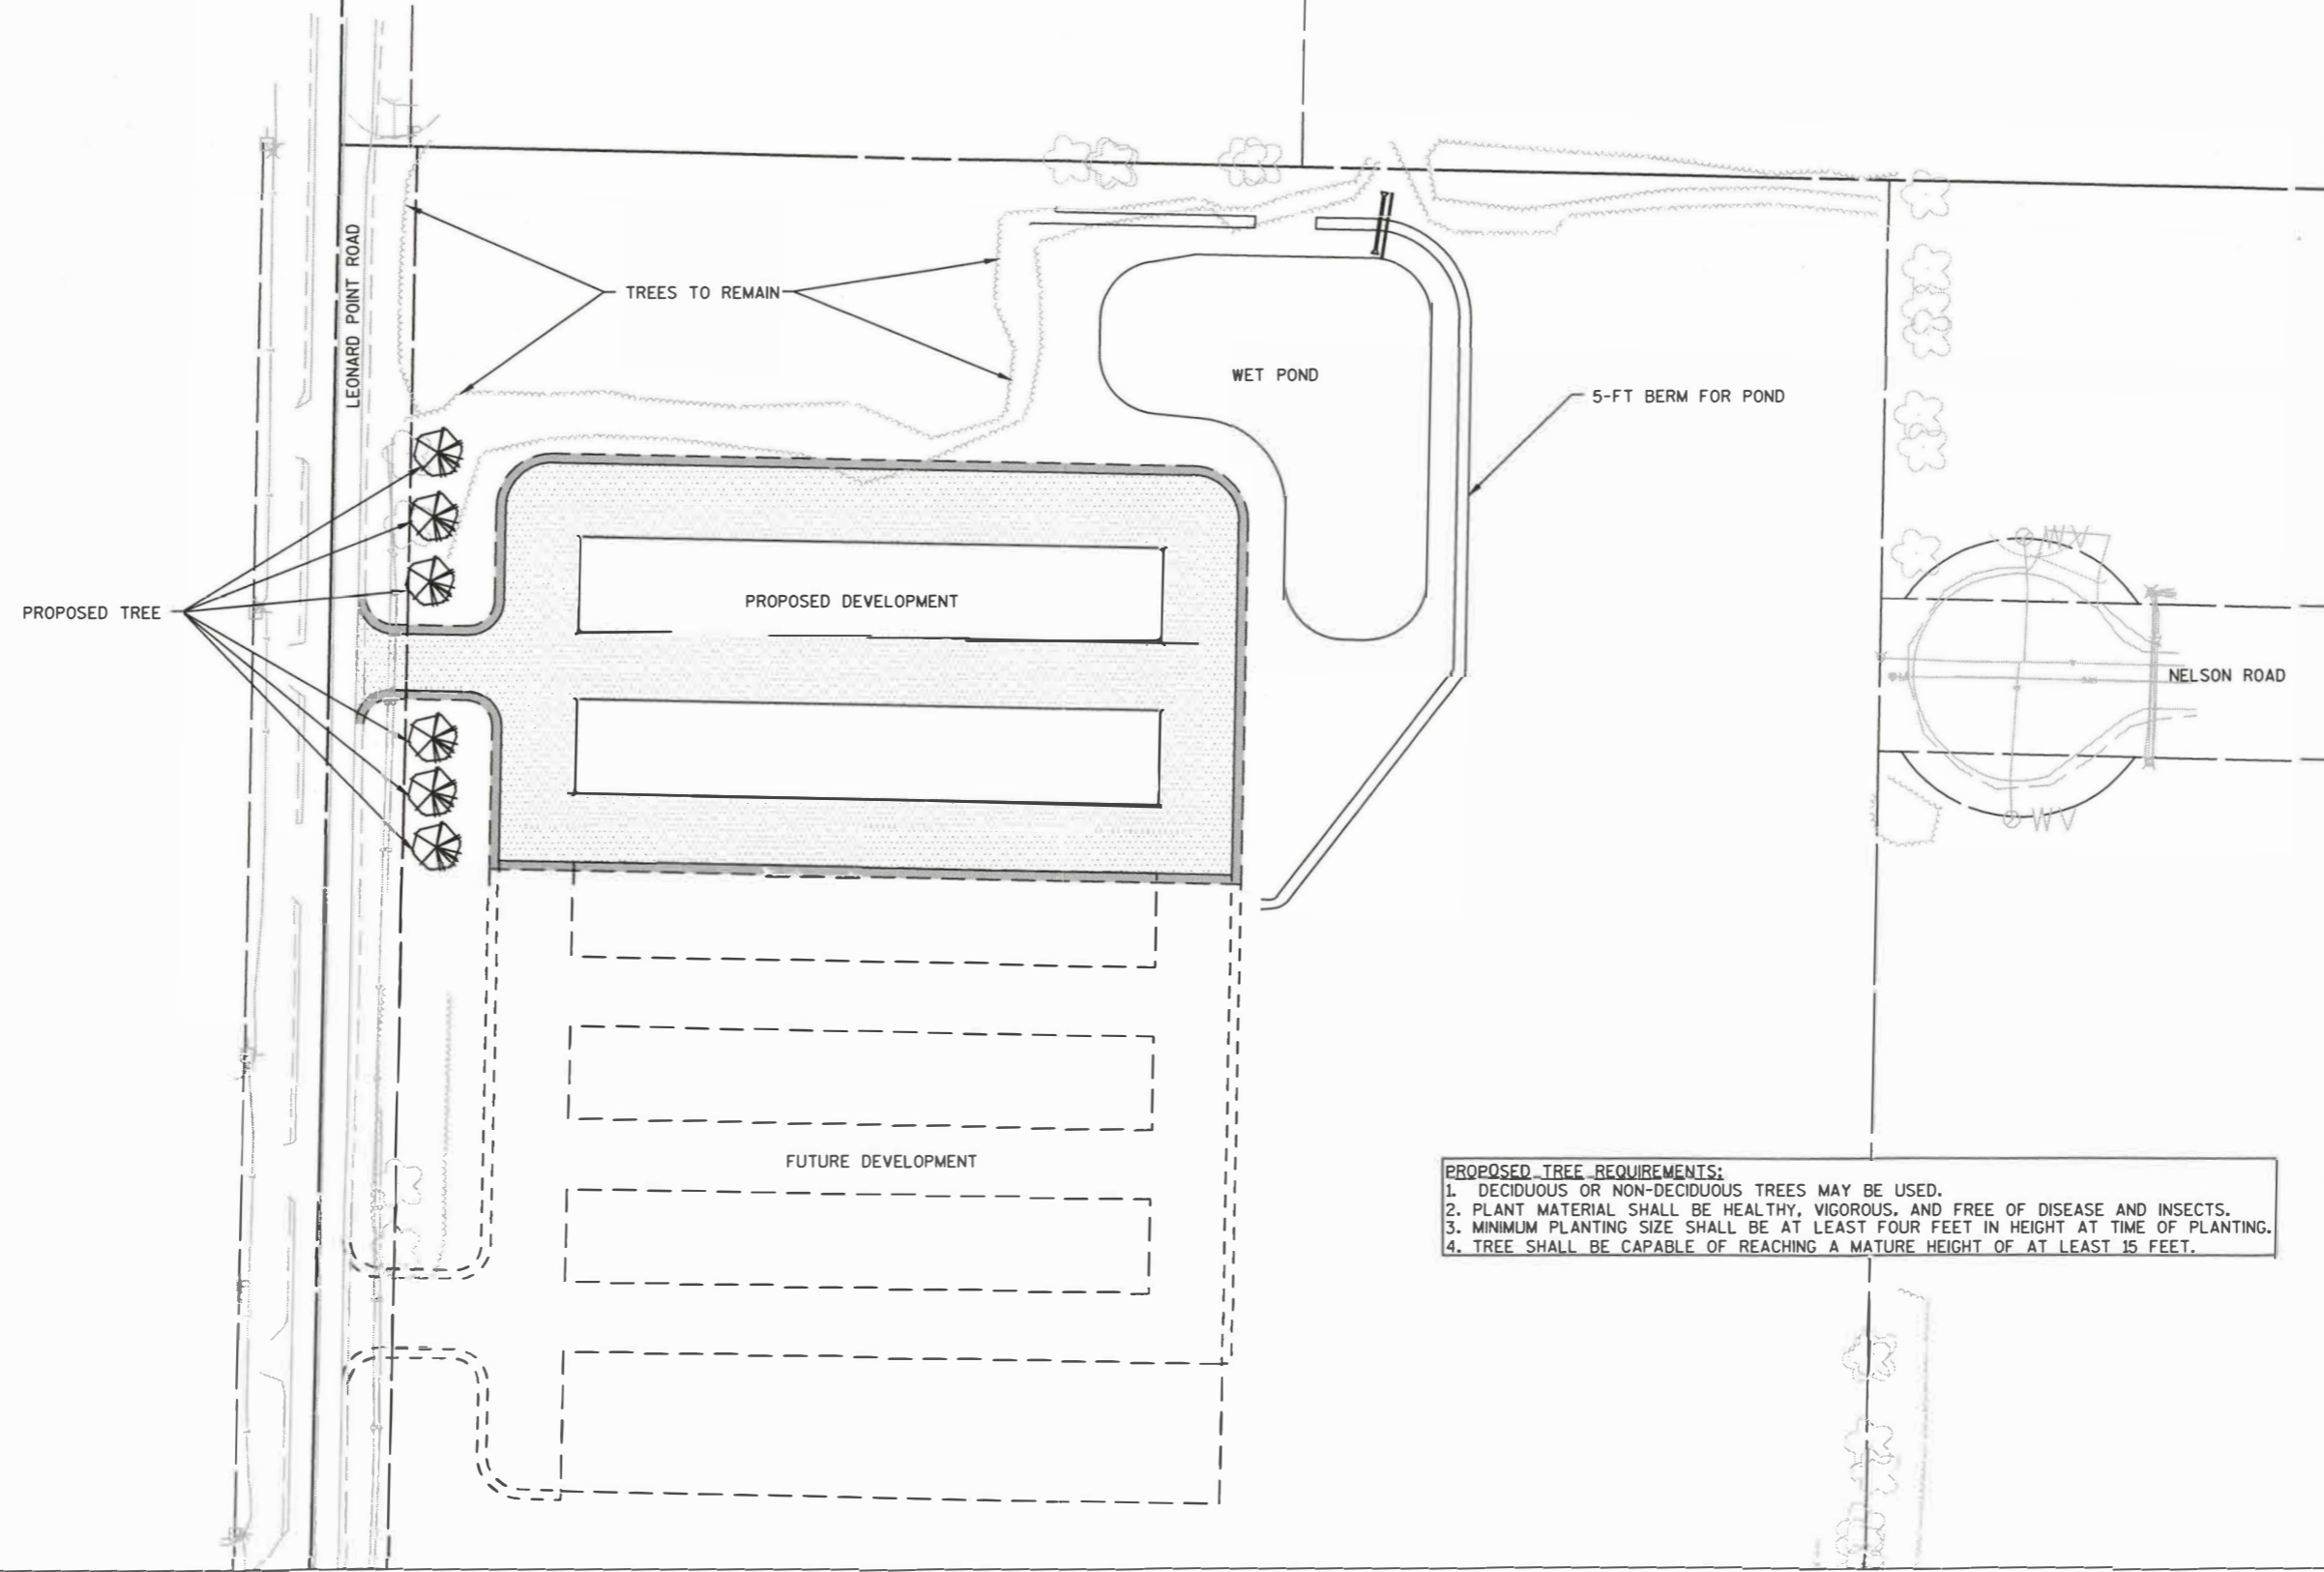 LEONARD POINT ROAD
TREES TO REMAIN
WET POND
5-FT BERM FOR POND
PROPOSED TREE
PROPOSED DEVELOPMENT
WV
NELSON ROAD
WV
FUTURE DEVELOPMENT
PROPOSED TREE REQUIREMENTS:
1. DECIDUOUS OR NON-DECIDUOUS TREES MAY BE USED.
2. PLANT MATERIAL SHALL BE HEALTHY, VIGOROUS, AND FREE OF DISEASE AND INSECTS.
3. MINIMUM PLANTING SIZE SHALL BE AT LEAST FOUR FEET IN HEIGHT AT TIME OF PLANTING.
4. TREE SHALL BE CAPABLE OF REACHING A MATURE HEIGHT OF AT LEAST 15 FEET.